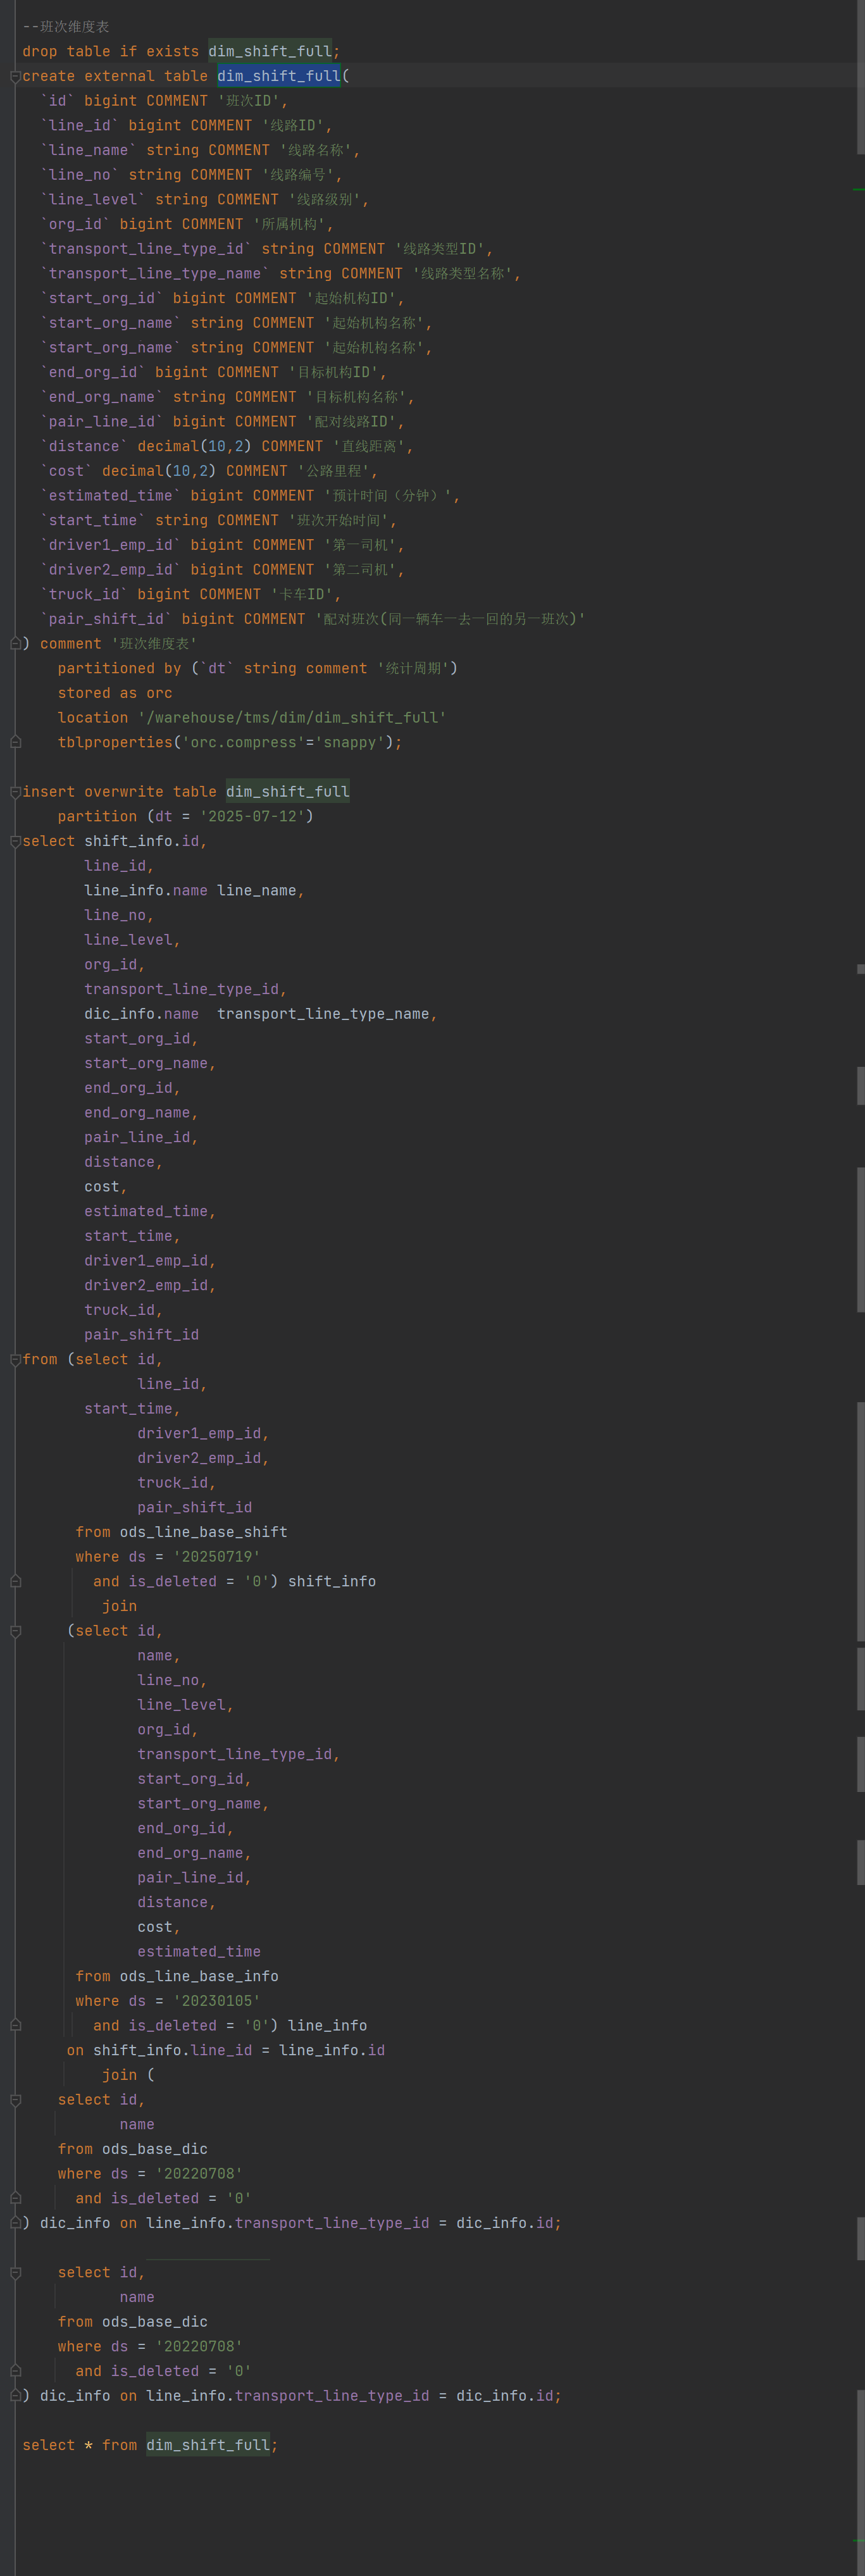 --班次维度表
drop table if exists dim_shift_full;
create external table dim_shift_full(
  `id` bigint COMMENT '班次ID',
  `line_id` bigint COMMENT '线路ID',
  `line_name` string COMMENT '线路名称',
  `line_no` string COMMENT '线路编号',
  `line_level` string COMMENT '线路级别',
  `org_id` bigint COMMENT '所属机构',
  `transport_line_type_id` string COMMENT '线路类型ID',
  `transport_line_type_name` string COMMENT '线路类型名称',
  `start_org_id` bigint COMMENT '起始机构ID',
  `start_org_name` string COMMENT '起始机构名称',
  `start_org_name` string COMMENT '起始机构名称',
  `end_org_id` bigint COMMENT '目标机构ID',
  `end_org_name` string COMMENT '目标机构名称',
  `pair_line_id` bigint COMMENT '配对线路ID',
  `distance` decimal(10,2) COMMENT '直线距离',
  `cost` decimal(10,2) COMMENT '公路里程',
  `estimated_time` bigint COMMENT '预计时间（分钟）',
  `start_time` string COMMENT '班次开始时间',
  `driver1_emp_id` bigint COMMENT '第一司机',
  `driver2_emp_id` bigint COMMENT '第二司机',
  `truck_id` bigint COMMENT '卡车ID',
  `pair_shift_id` bigint COMMENT '配对班次(同一辆车一去一回的另一班次)'
) comment '班次维度表'
    partitioned by (`dt` string comment '统计周期')
    stored as orc
    location '/warehouse/tms/dim/dim_shift_full'
    tblproperties('orc.compress'='snappy');
insert overwrite table dim_shift_full
    partition (dt = '2025-07-12')
select shift_info.id,
       line_id,
       line_info.name line_name,
       line_no,
       line_level,
       org_id,
       transport_line_type_id,
       dic_info.name  transport_line_type_name,
       start_org_id,
       start_org_name,
       end_org_id,
       end_org_name,
       pair_line_id,
       distance,
       cost,
       estimated_time,
       start_time,
       driver1_emp_id,
       driver2_emp_id,
       truck_id,
       pair_shift_id
from (select id,
             line_id,
       start_time,
             driver1_emp_id,
             driver2_emp_id,
             truck_id,
             pair_shift_id
      from ods_line_base_shift
      where ds = '20250719'
        and is_deleted = '0') shift_info
         join
     (select id,
             name,
             line_no,
             line_level,
             org_id,
             transport_line_type_id,
             start_org_id,
             start_org_name,
             end_org_id,
             end_org_name,
             pair_line_id,
             distance,
             cost,
             estimated_time
      from ods_line_base_info
      where ds = '20230105'
        and is_deleted = '0') line_info
     on shift_info.line_id = line_info.id
         join (
    select id,
           name
    from ods_base_dic
    where ds = '20220708'
      and is_deleted = '0'
) dic_info on line_info.transport_line_type_id = dic_info.id;
    select id,
           name
    from ods_base_dic
    where ds = '20220708'
      and is_deleted = '0'
) dic_info on line_info.transport_line_type_id = dic_info.id;
select * from dim_shift_full;